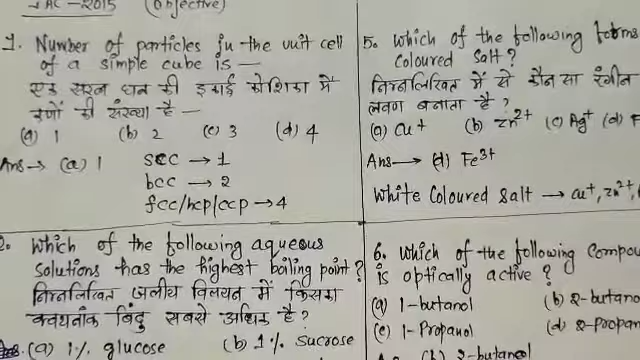 JAC-2015 (Objective)
1. Number of particles in the unit cell
of a simple cube is —
एक सरल घन की इकाई कोशिका में
कणों की संख्या है —
(a) 1 (b) 2 (c) 3 (d) 4
Ans → (a) 1 scc → 1
bcc → 2
fcc/hcp/ccp → 4
2. Which of the following aqueous
solutions has the highest boiling point?
निम्नलिखित जलीय विलयन में किसका
क्वथनांक बिंदु सबसे अधिक है?
(a) 1% glucose (b) 1% sucrose
5. Which of the following forms
Coloured Salt?
निम्नलिखित में से कौन सा रंगीन
लवण बनाता है?
(a) Cu+ (b) Zn2+ (c) Ag+ (d) F
Ans → (d) Fe3+
White Coloured Salt → Cu+, Zn2+,
6. Which of the following Compou
is optically active?
(a) 1-butanol (b) 2-butano
(c) 1-Propanol (d) 2-Propano
(b) 2-butanol